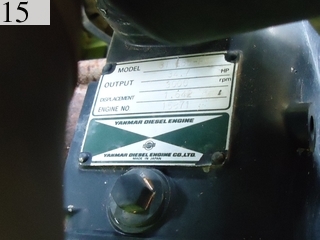 15
MODEL
HP
OUTPUT rpm
DISPLACEMENT ℓ
ENGINE NO
YANMAR DIESEL ENGINE
YANMAR DIESEL ENGINE CO.,LTD.
MADE IN JAPAN